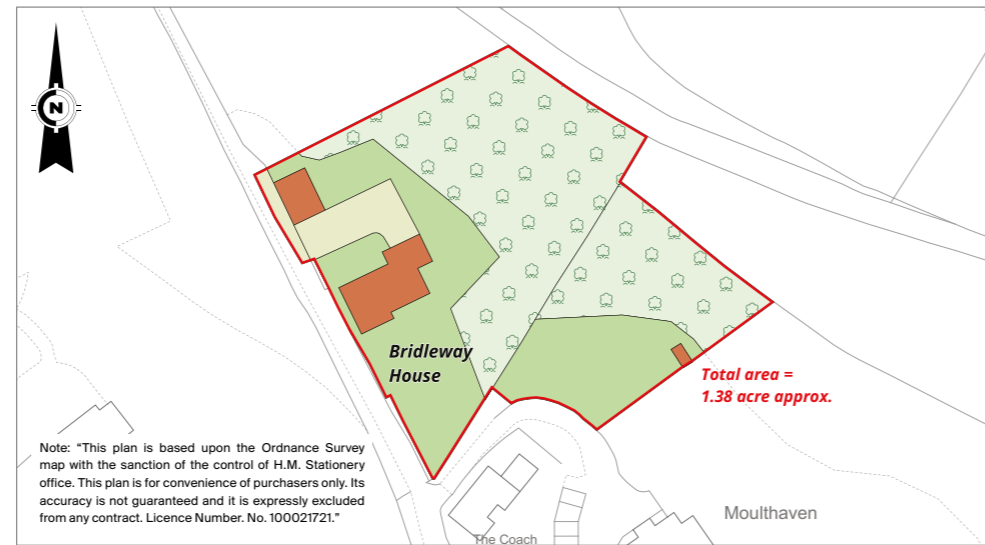 N
Bridleway
House
Total area =
1.38 acre approx.
Note: “This plan is based upon the Ordnance Survey
map with the sanction of the control of H.M. Stationery
office. This plan is for convenience of purchasers only. Its
accuracy is not guaranteed and it is expressly excluded
from any contract. Licence Number. No. 100021721.”
Moulthaven
The Coach